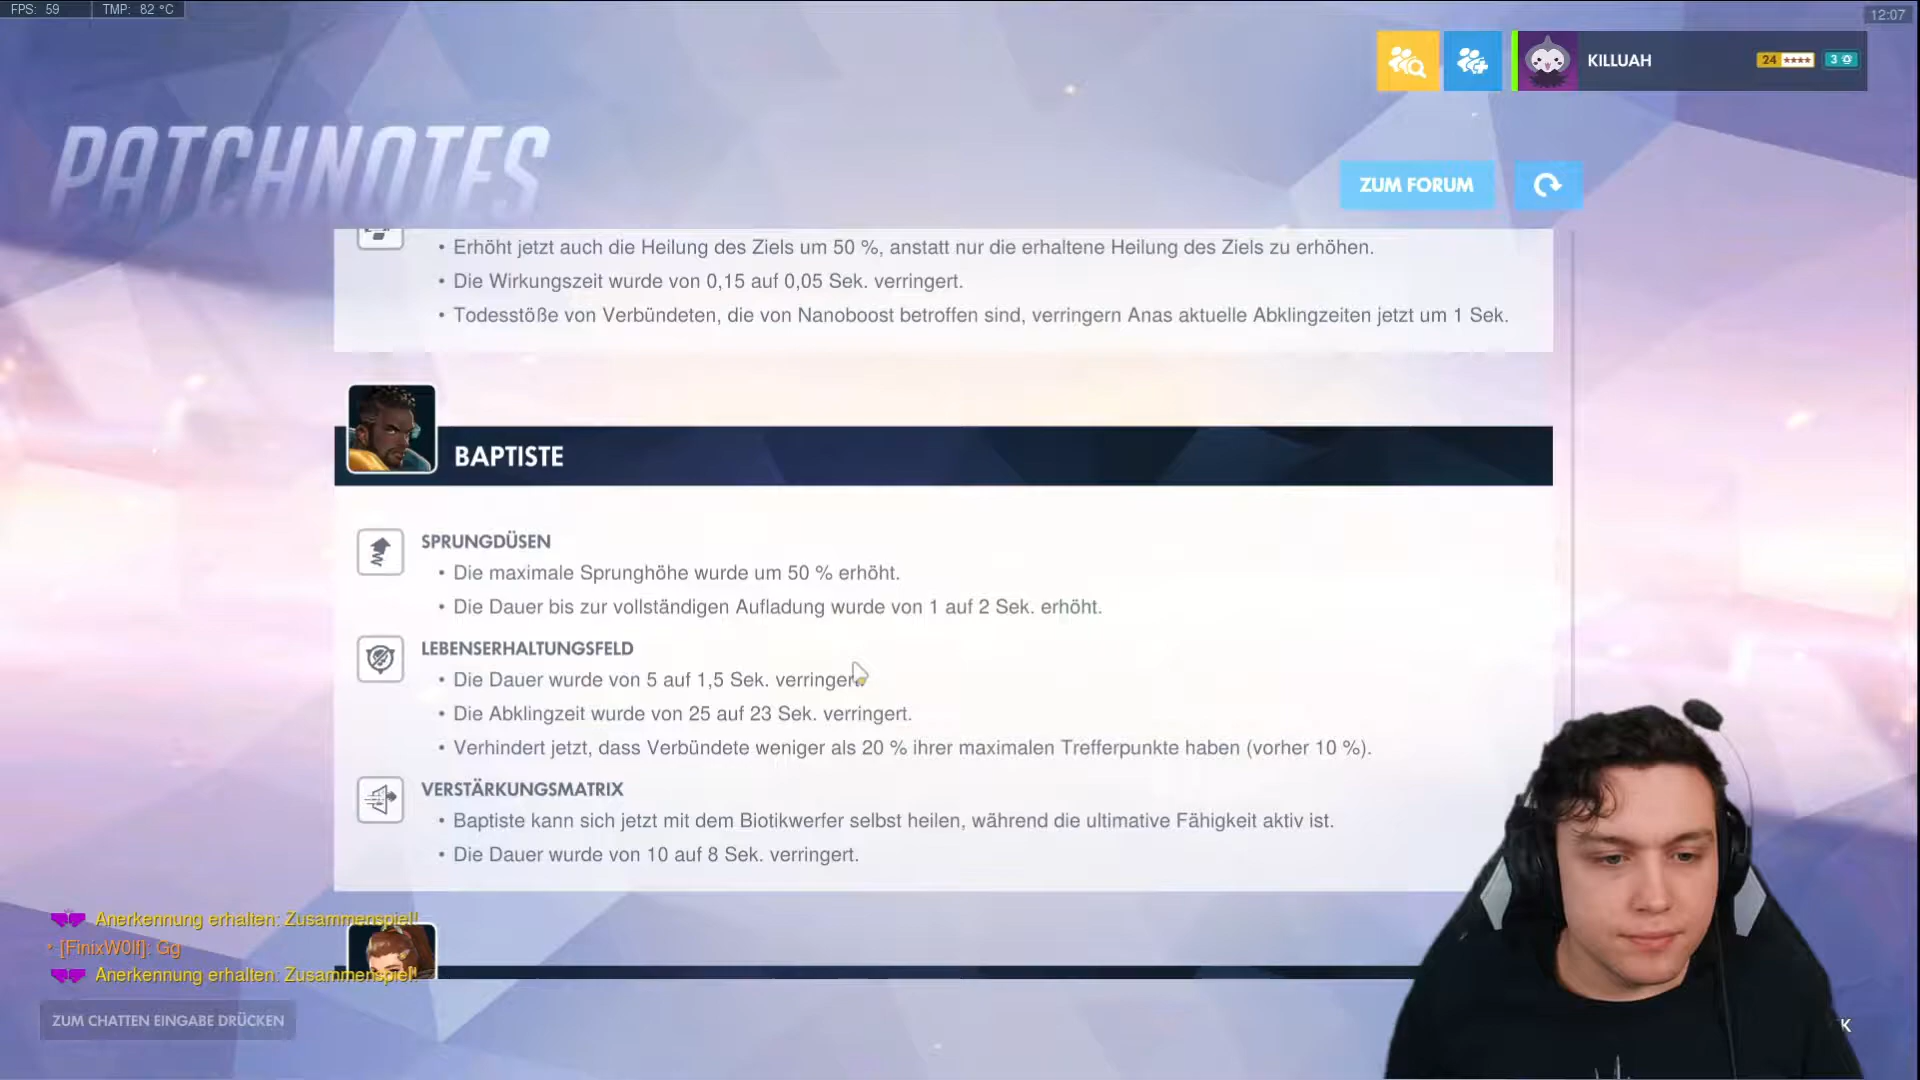 FPS: 59 TMP: 82 °C
12:07
KILLUAH 24 3
PATCHNOTES
ZUM FORUM
• Erhöht jetzt auch die Heilung des Ziels um 50 %, anstatt nur die erhaltene Heilung des Ziels zu erhöhen.
• Die Wirkungszeit wurde von 0,15 auf 0,05 Sek. verringert.
• Todesstöße von Verbündeten, die von Nanoboost betroffen sind, verringern Anas aktuelle Abklingzeiten jetzt um 1 Sek.
BAPTISTE
SPRUNGDÜSEN
• Die maximale Sprunghöhe wurde um 50 % erhöht.
• Die Dauer bis zur vollständigen Aufladung wurde von 1 auf 2 Sek. erhöht.
LEBENSERHALTUNGSFELD
• Die Dauer wurde von 5 auf 1,5 Sek. verringert.
• Die Abklingzeit wurde von 25 auf 23 Sek. verringert.
• Verhindert jetzt, dass Verbündete weniger als 20 % ihrer maximalen Trefferpunkte haben (vorher 10 %).
VERSTÄRKUNGSMATRIX
• Baptiste kann sich jetzt mit dem Biotikwerfer selbst heilen, während die ultimative Fähigkeit aktiv ist.
• Die Dauer wurde von 10 auf 8 Sek. verringert.
Anerkennung erhalten: Zusammenspiel!
[FinixW0lf]: Gg
Anerkennung erhalten: Zusammenspiel!
ZUM CHATTEN EINGABE DRÜCKEN
K